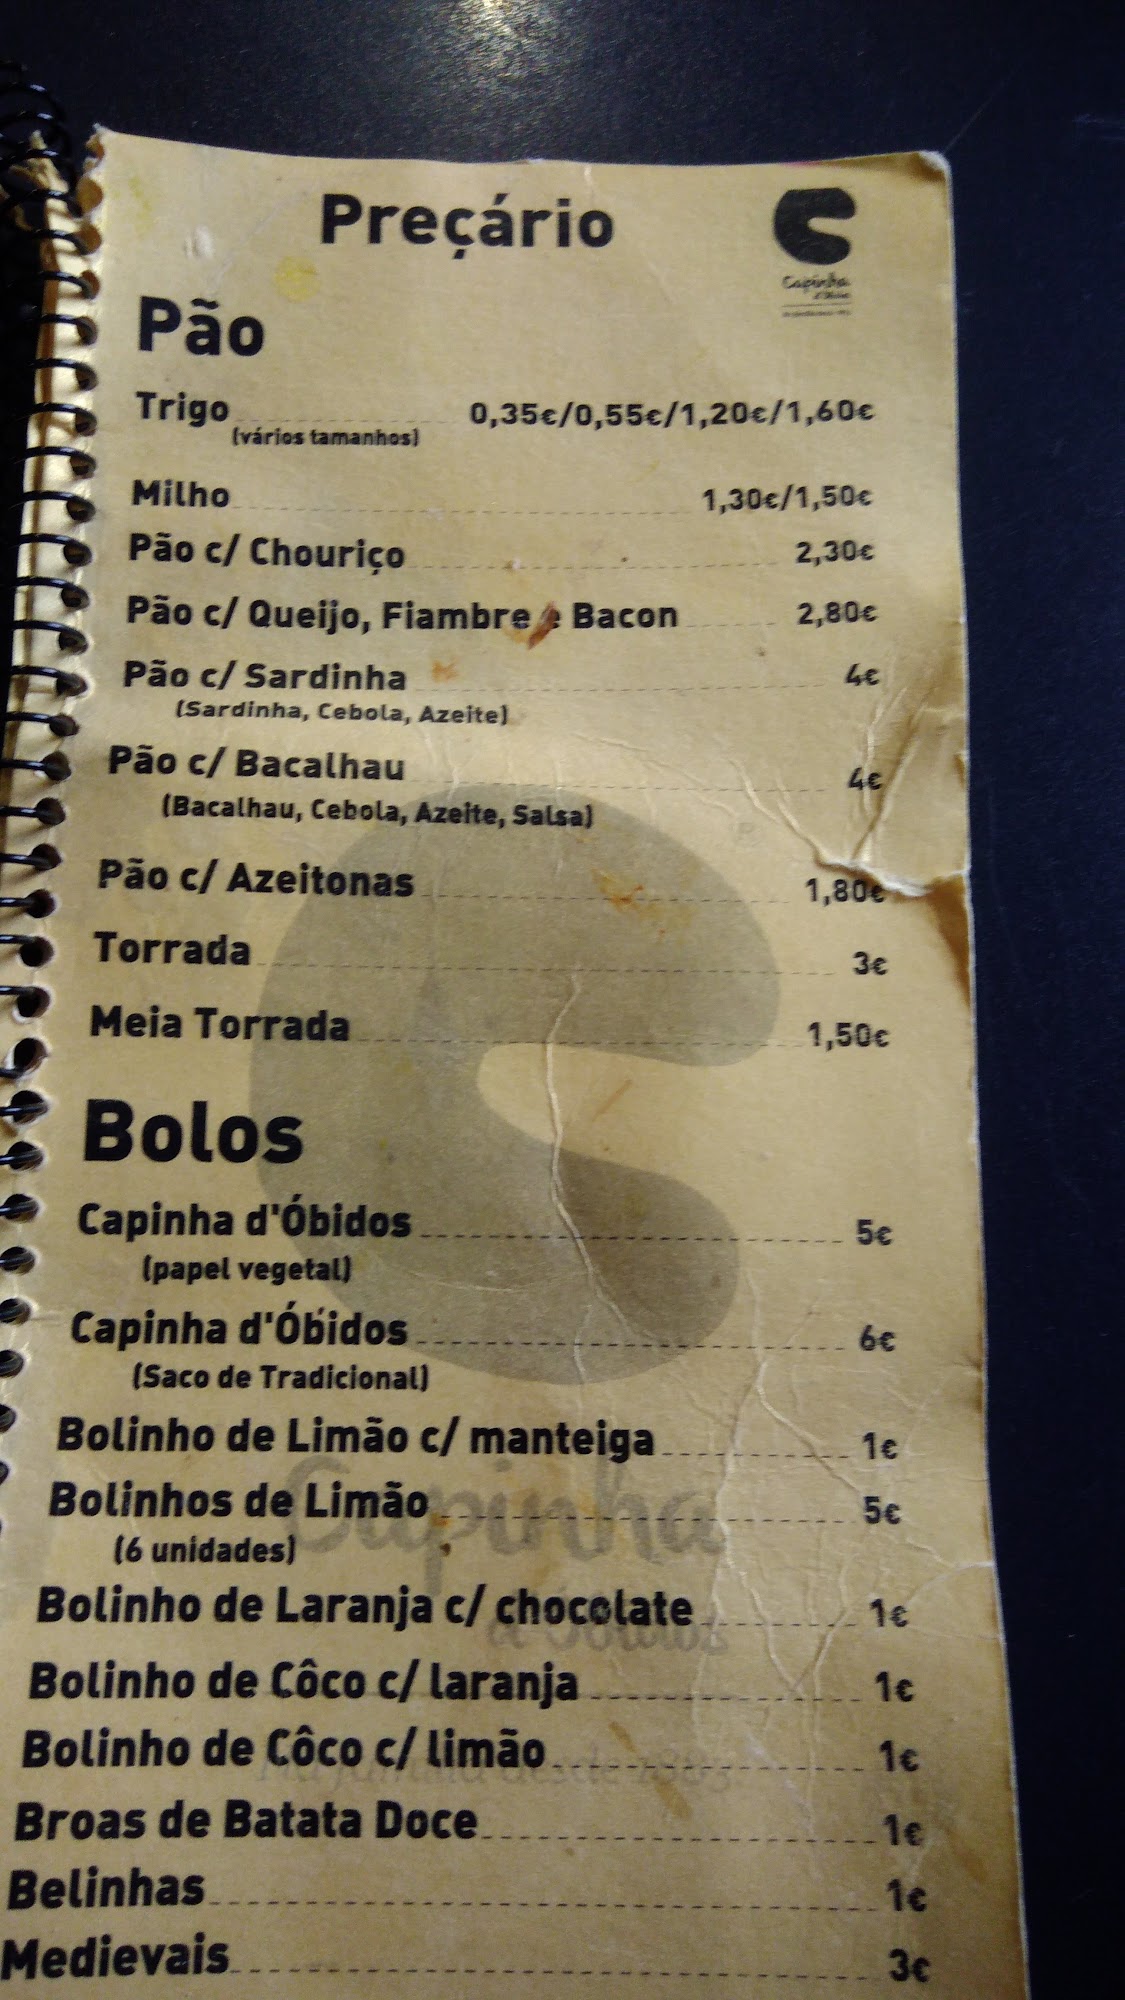 Preçário
Capinha
d'Óbidos
Pão
Trigo 0,35€/0,55€/1,20€/1,60€
(vários tamanhos)
Milho 1,30€/1,50€
Pão c/ Chouriço 2,30€
Pão c/ Queijo, Fiambre e Bacon 2,80€
Pão c/ Sardinha 4€
(Sardinha, Cebola, Azeite)
Pão c/ Bacalhau 4€
(Bacalhau, Cebola, Azeite, Salsa)
Pão c/ Azeitonas 1,80€
Torrada 3€
Meia Torrada 1,50€
Bolos
Capinha d'Óbidos 5€
(papel vegetal)
Capinha d'Óbidos 6€
(Saco de Tradicional)
Bolinho de Limão c/ manteiga 1€
Bolinhos de Limão 5€
Capinha
(6 unidades)
Bolinho de Laranja c/ chocolate 1€
d'Óbidos
Bolinho de Côco c/ laranja 1€
Bolinho de Côco c/ limão 1€
Broas de Batata Doce 1€
Belinhas 1€
Medievais 3€